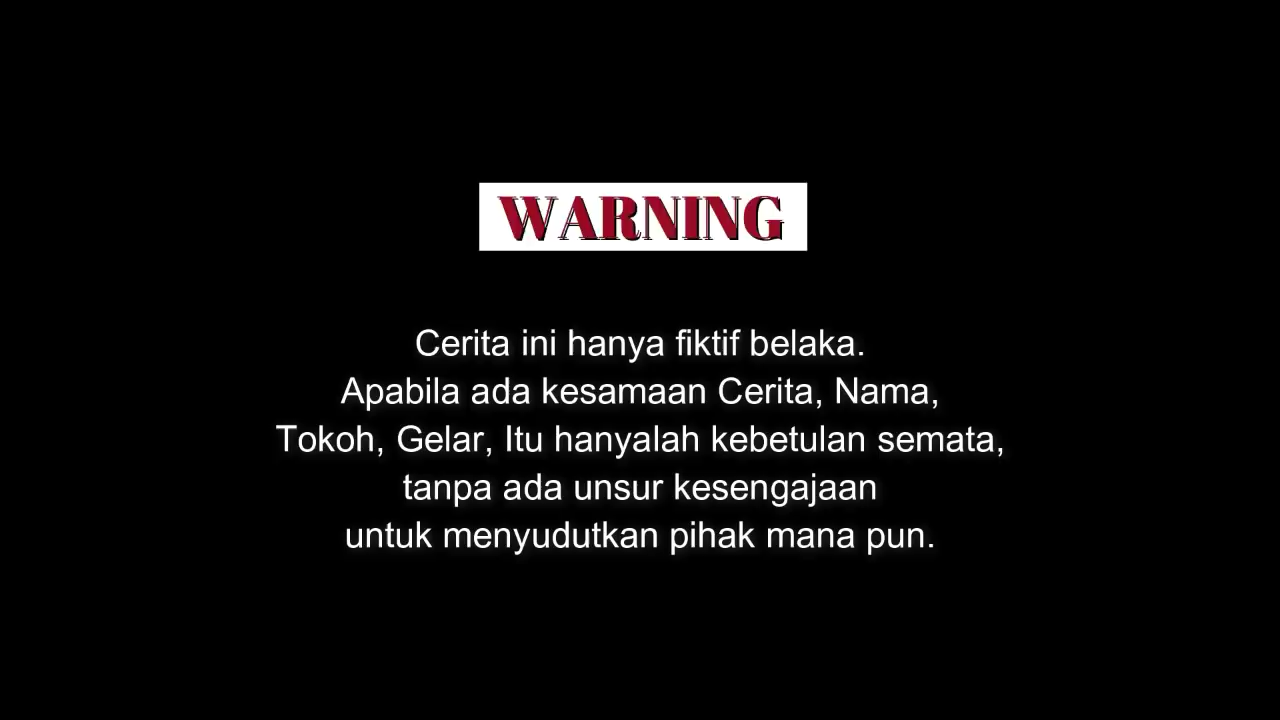 WARNING
Cerita ini hanya fiktif belaka.
Apabila ada kesamaan Cerita, Nama,
Tokoh, Gelar, Itu hanyalah kebetulan semata,
tanpa ada unsur kesengajaan
untuk menyudutkan pihak mana pun.